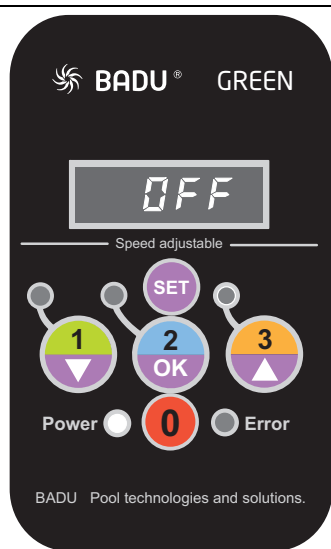 BADU® GREEN
OFF
Speed adjustable
SET
1 2 3
OK
Power 0 Error
BADU Pool technologies and solutions.